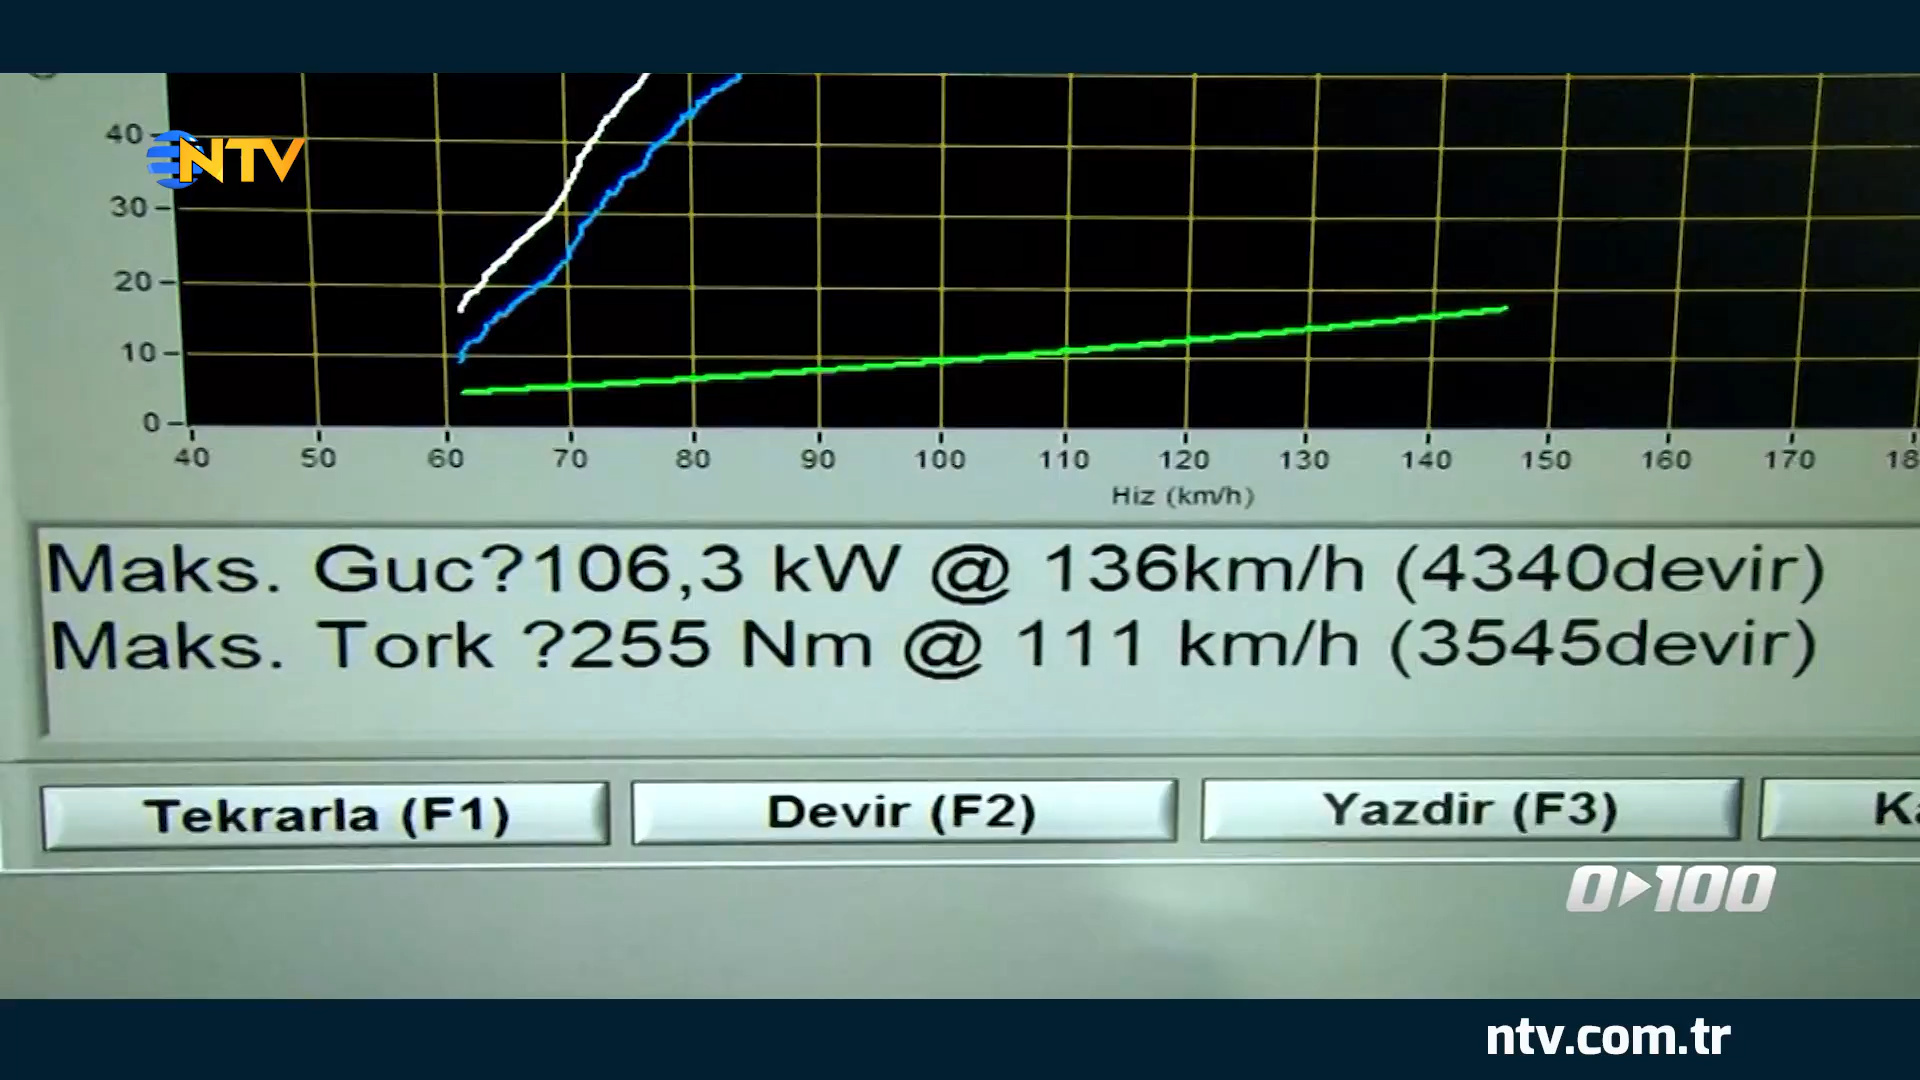 40
NTV
30
20
10
0
40 50 60 70 80 90 100 110 120 130 140 150 160 170 18
Hiz (km/h)
Maks. Guc?106,3 kW @ 136km/h (4340devir)
Maks. Tork ?255 Nm @ 111 km/h (3545devir)
Tekrarla (F1) Devir (F2) Yazdir (F3)
0-100
ntv.com.tr